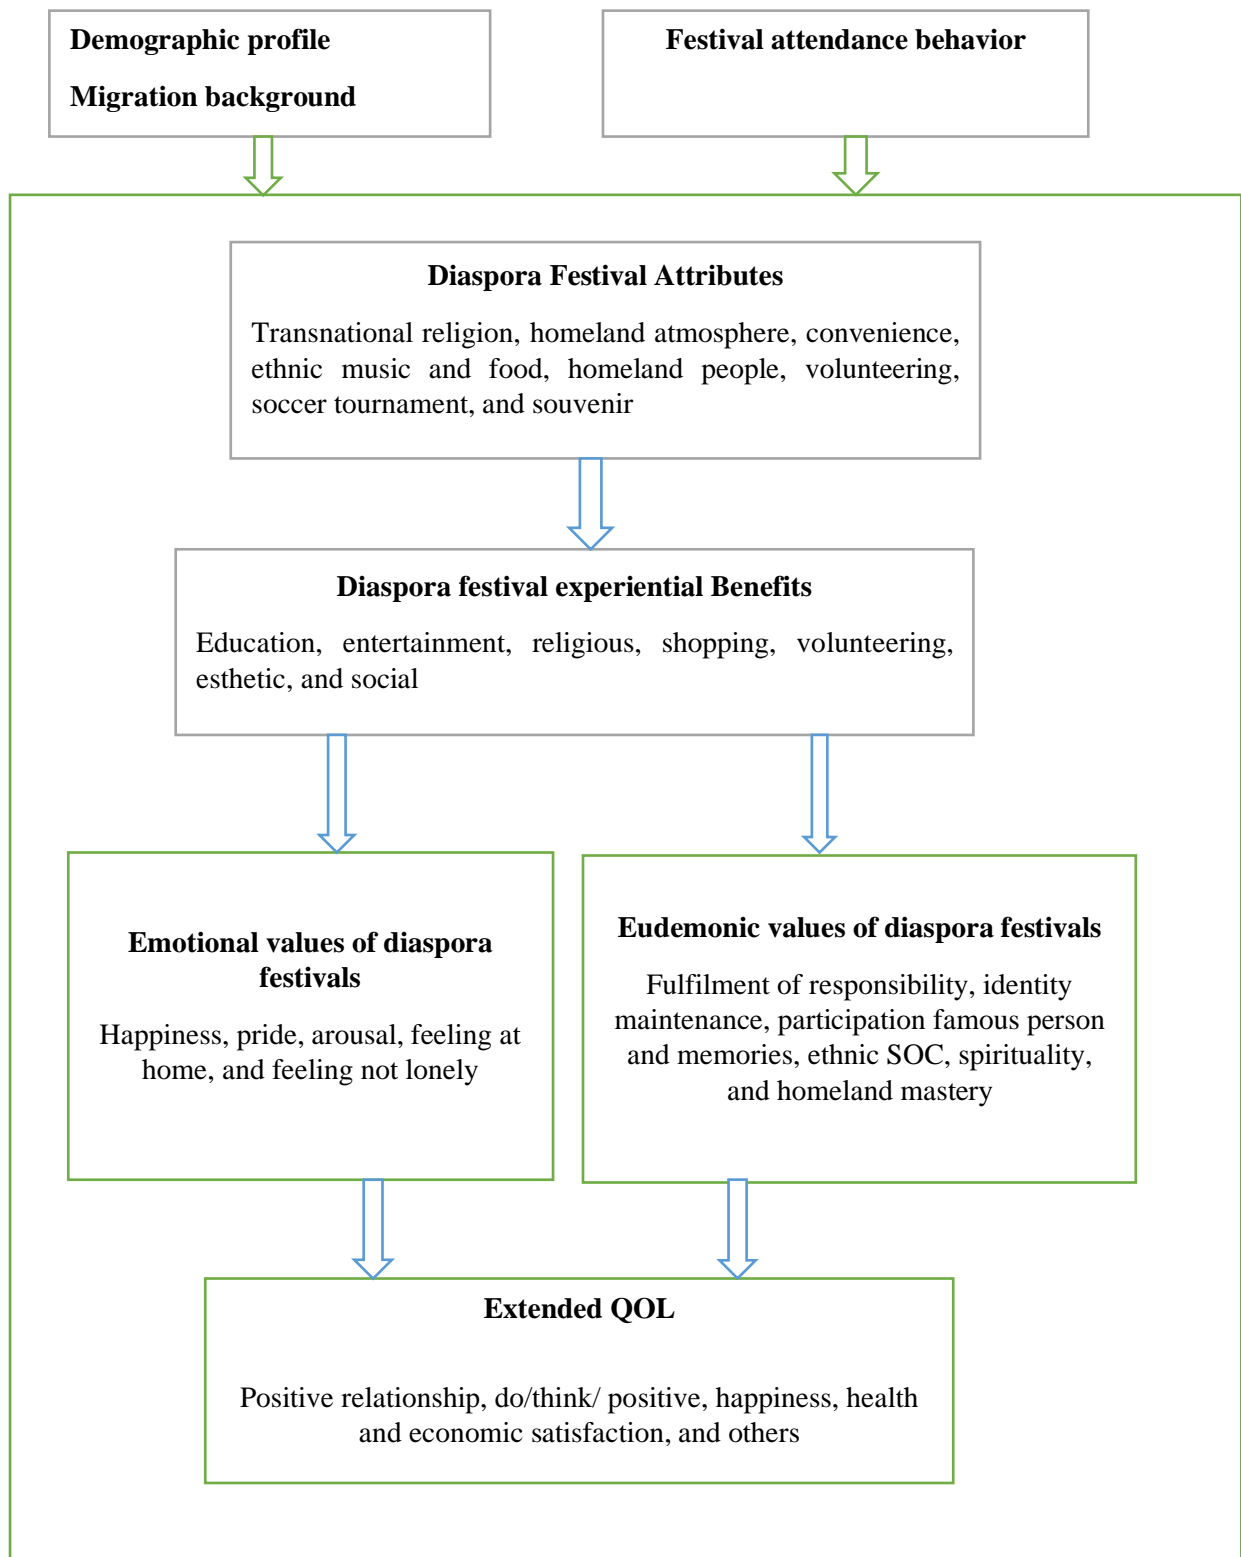 Demographic profile
Migration background
Festival attendance behavior
Diaspora Festival Attributes
Transnational religion, homeland atmosphere, convenience,
ethnic music and food, homeland people, volunteering,
soccer tournament, and souvenir
Diaspora festival experiential Benefits
Education, entertainment, religious, shopping, volunteering,
esthetic, and social
Emotional values of diaspora
festivals
Happiness, pride, arousal, feeling at
home, and feeling not lonely
Eudemonic values of diaspora festivals
Fulfilment of responsibility, identity
maintenance, participation famous person
and memories, ethnic SOC, spirituality,
and homeland mastery
Extended QOL
Positive relationship, do/think/ positive, happiness, health
and economic satisfaction, and others